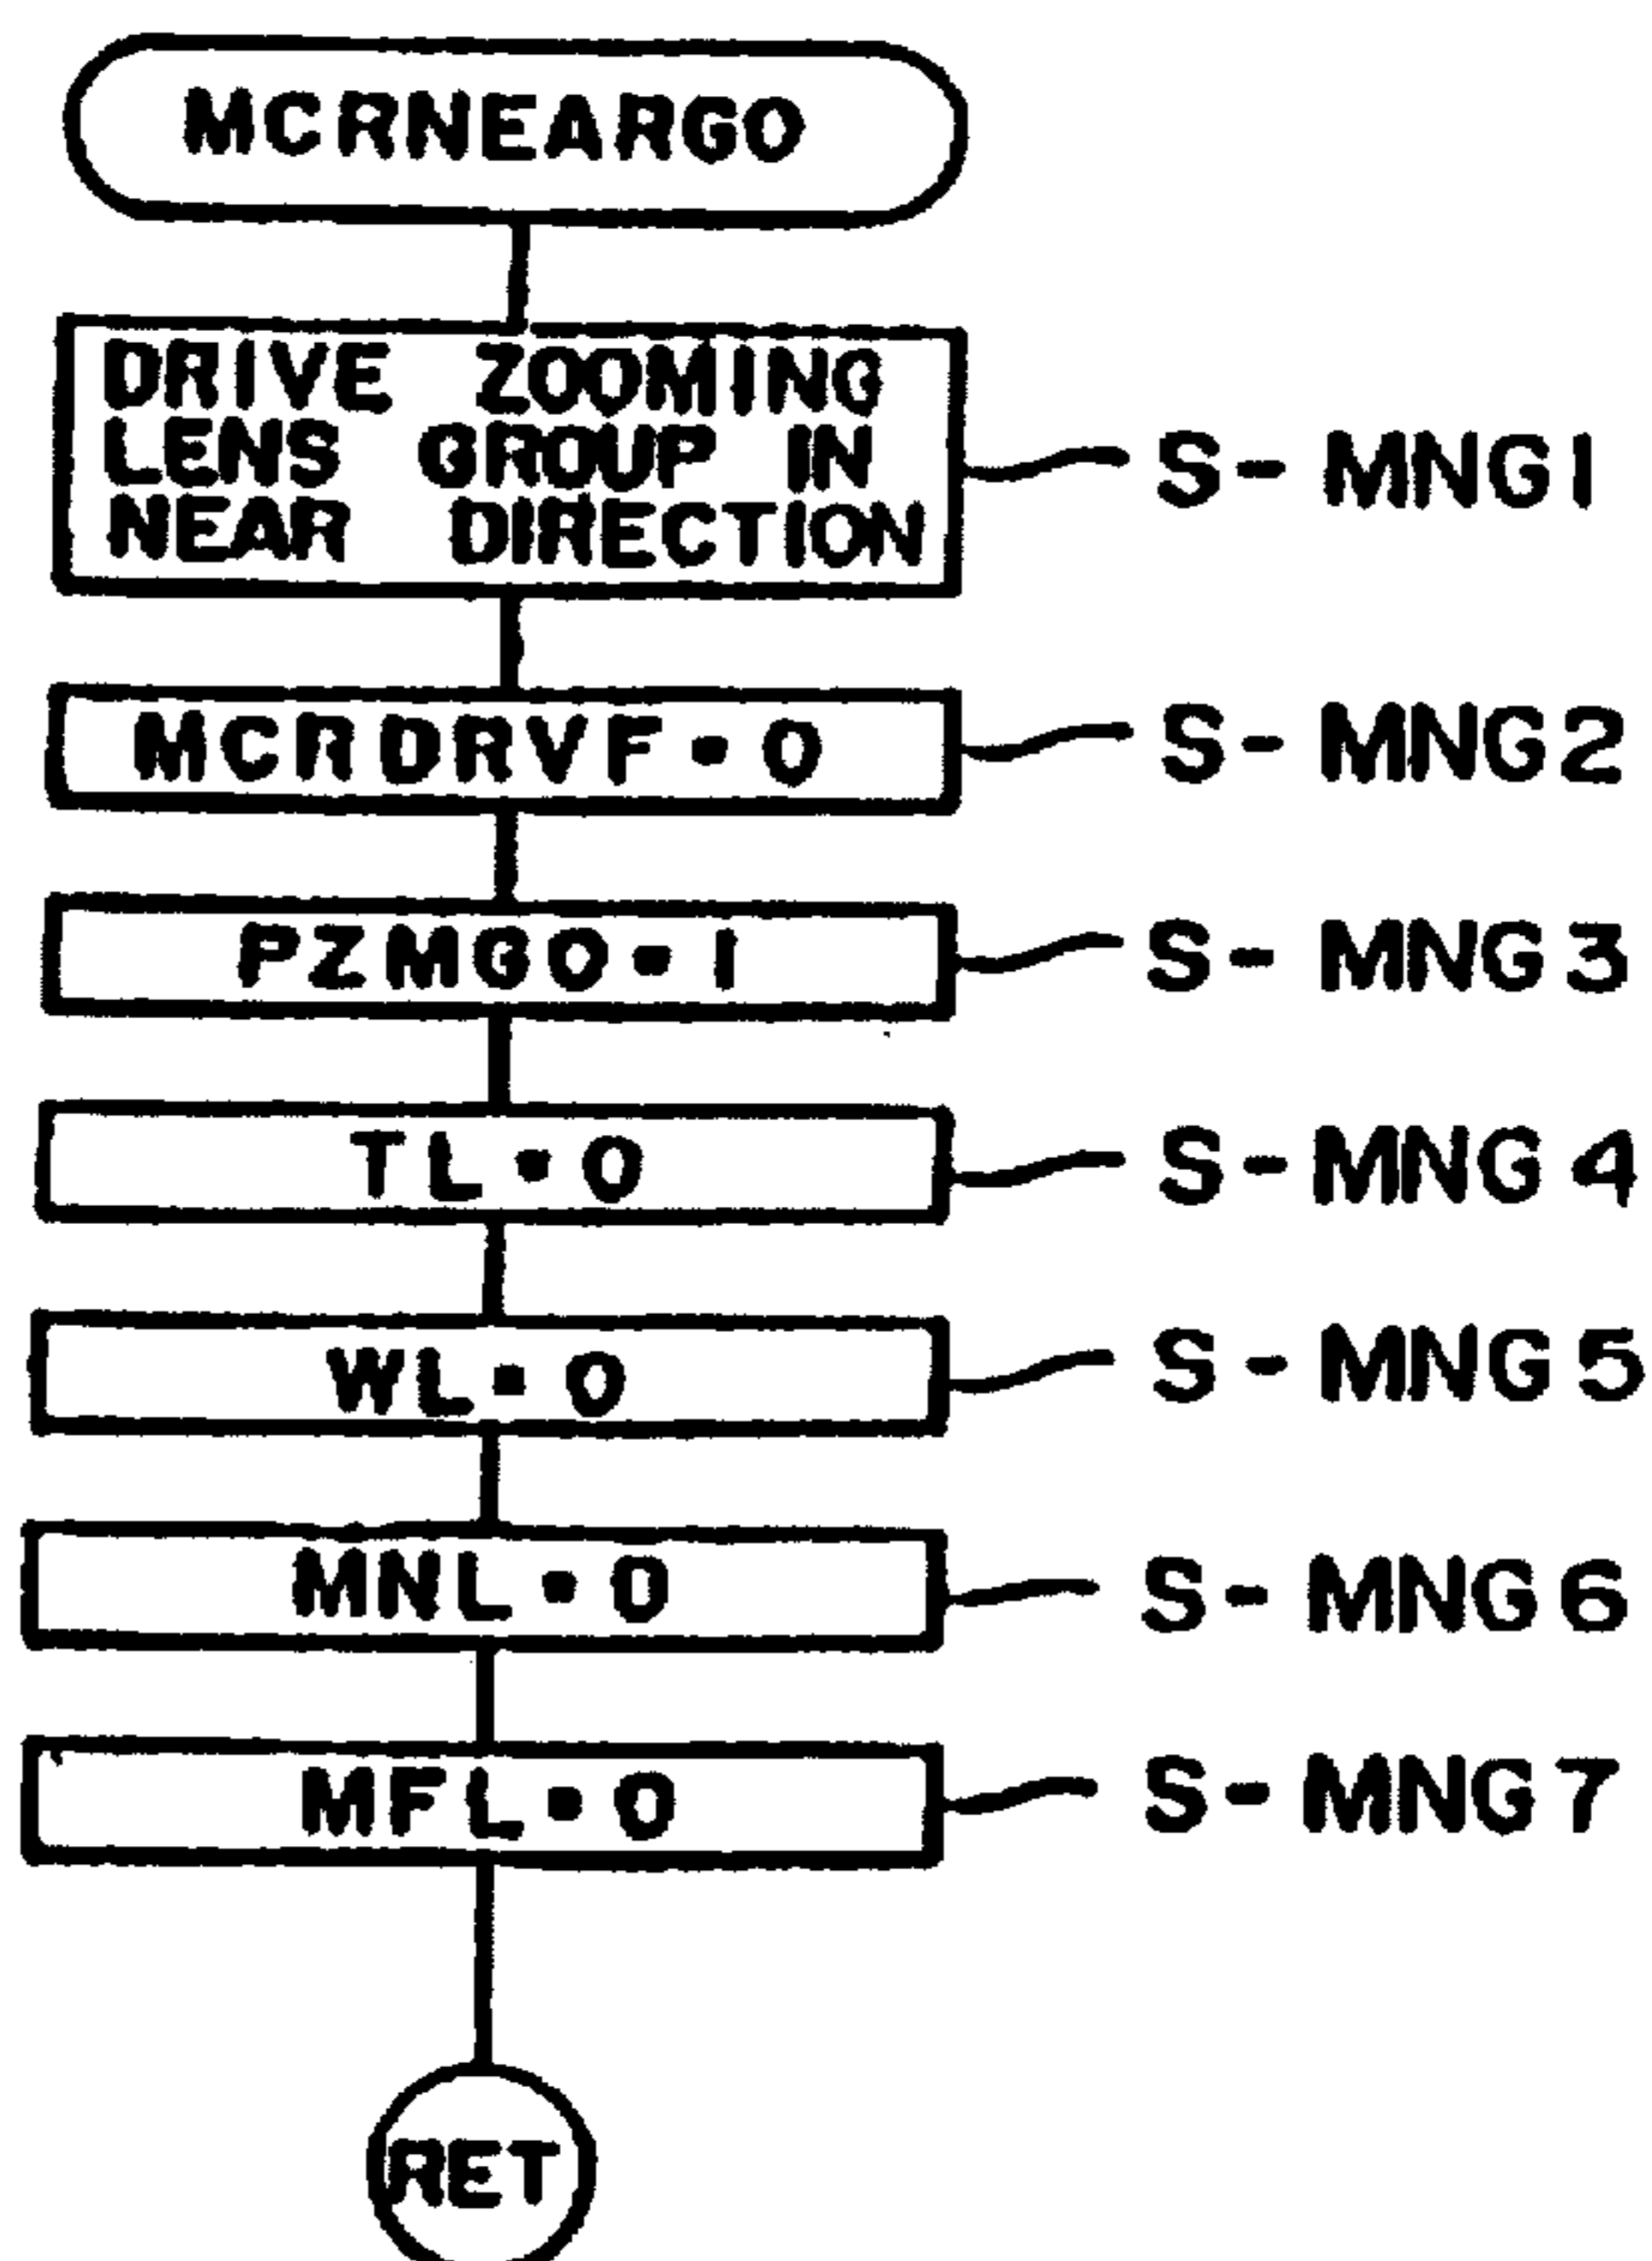 MCRNEARGO
DRIVE ZOOMING
LENS GROUP IN
NEAR DIRECTION
S-MNG1
MCRDRVF•0
S-MNG2
PZMGO•1
S-MNG3
TL•0
S-MNG4
WL•0
S-MNG5
MNL•0
S-MNG6
MFL•0
S-MNG7
RET